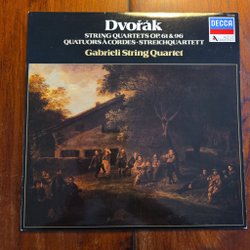 Dvořák
STRING QUARTETS OP. 61 & 96
QUATUORS À CORDES · STREICHQUARTETT
Gabrieli String Quartet
DECCA